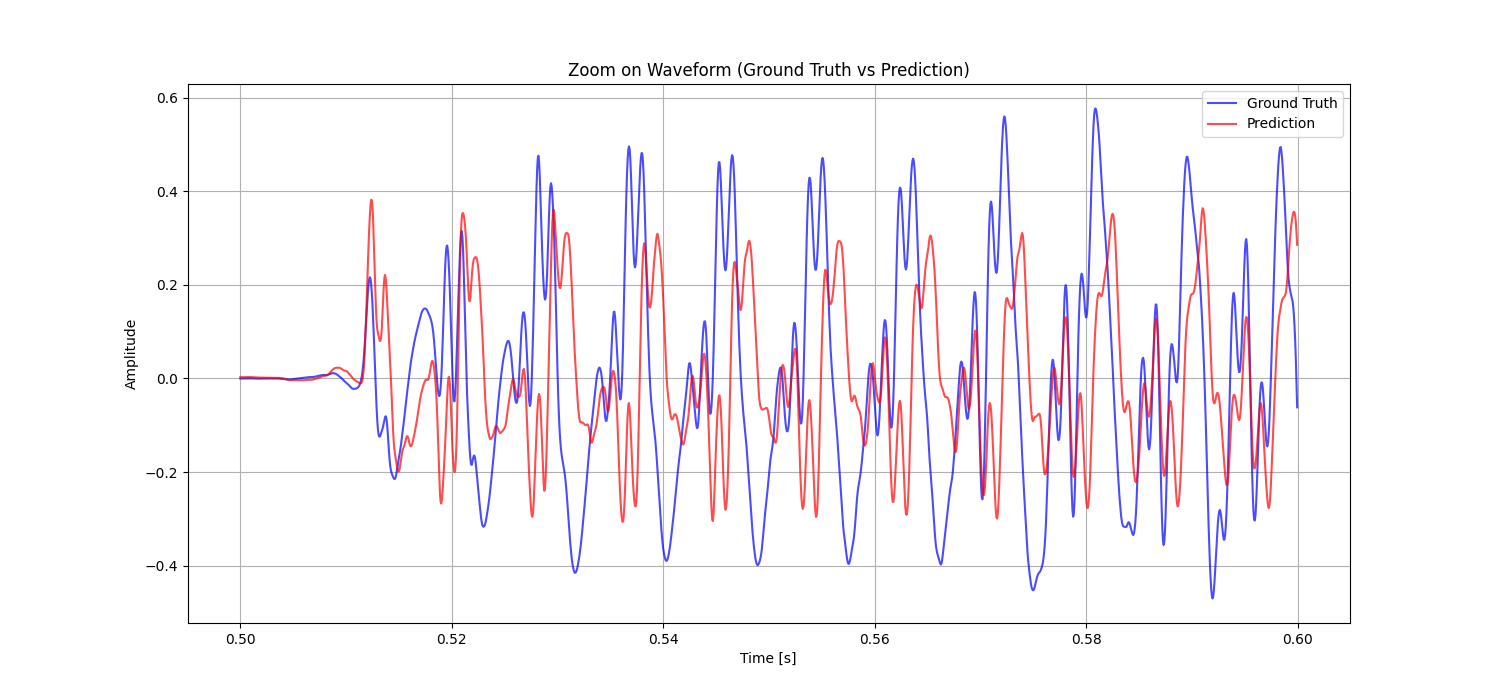 Zoom on Waveform (Ground Truth vs Prediction)
Ground Truth
Prediction
Amplitude
0.6
0.4
0.2
0.0
−0.2
−0.4
0.50 0.52 0.54 0.56 0.58 0.60
Time [s]